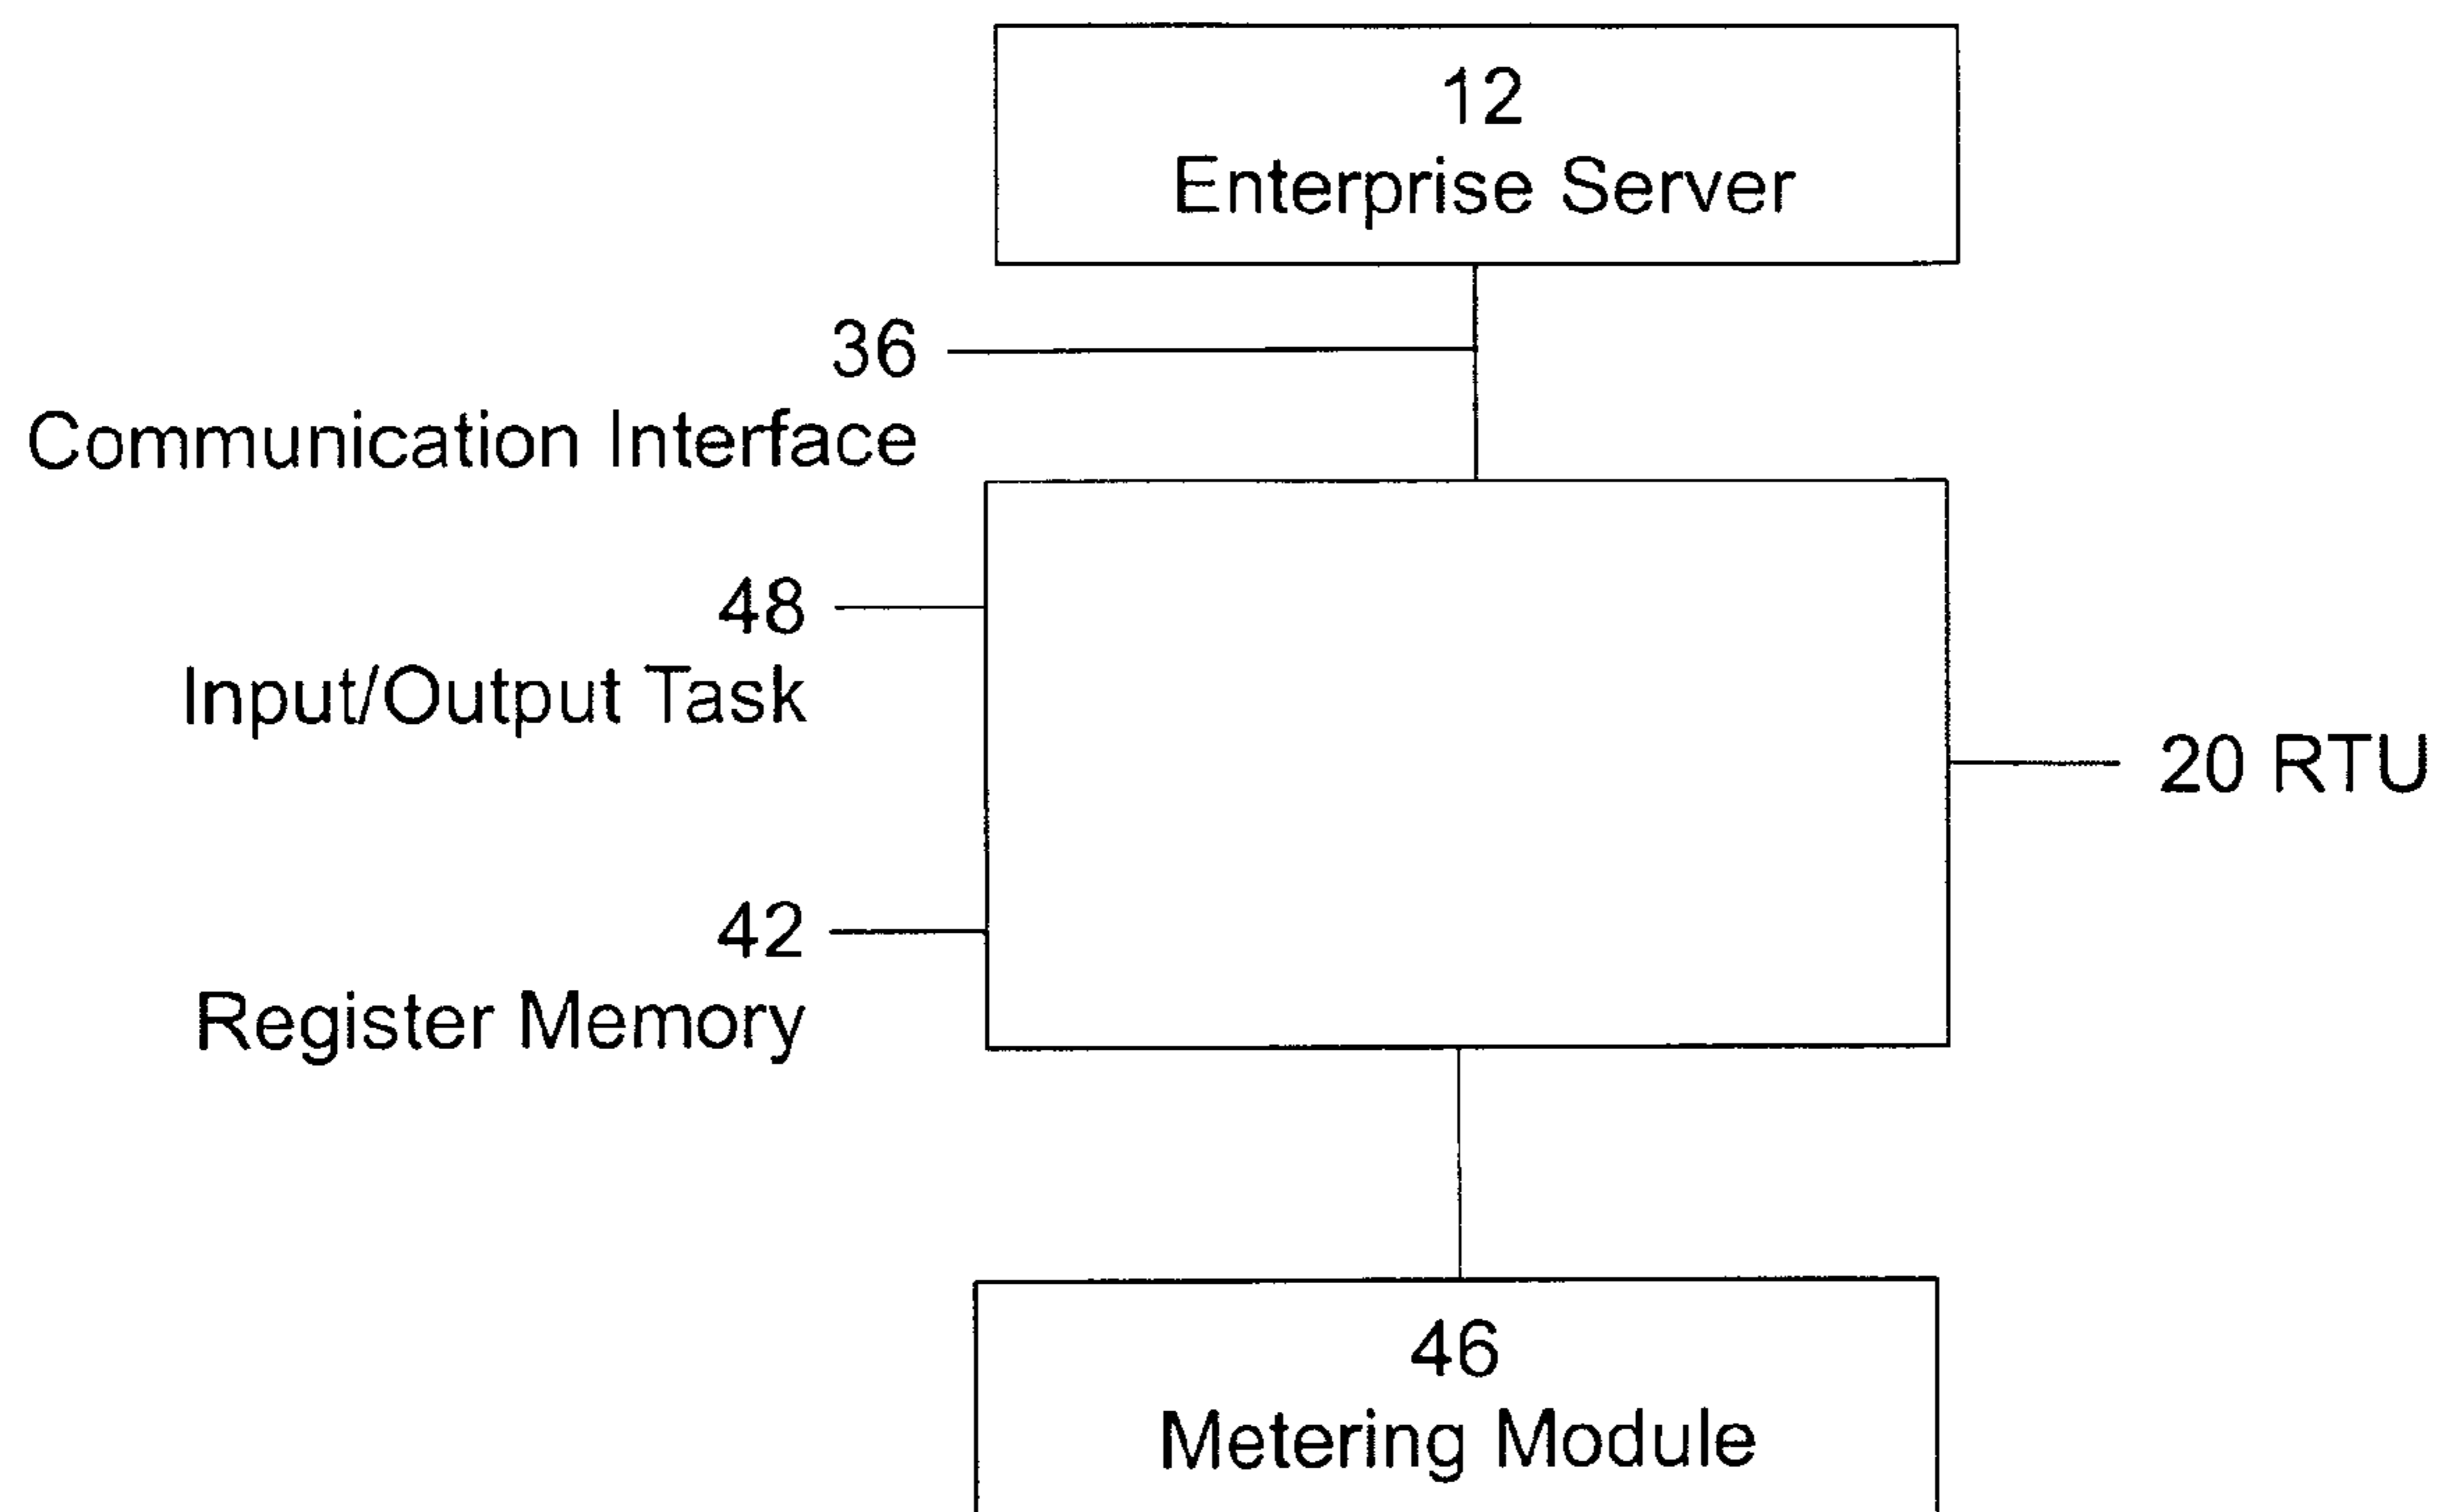 12
Enterprise Server
36
Communication Interface
48
Input/Output Task
20 RTU
42
Register Memory
46
Metering Module